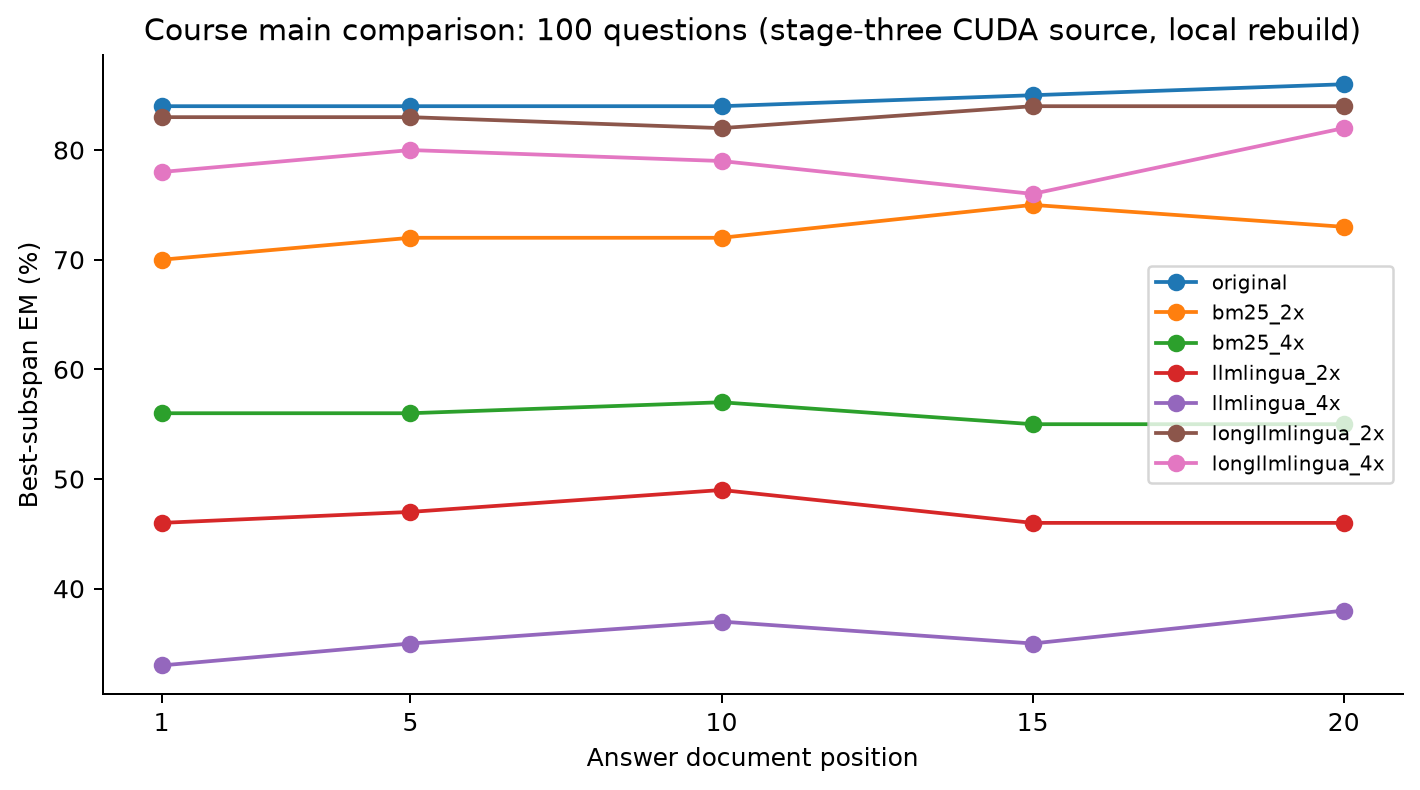 Course main comparison: 100 questions (stage-three CUDA source, local rebuild)
Best-subspan EM (%)
80
70
60
50
40
original
bm25_2x
bm25_4x
llmlingua_2x
llmlingua_4x
longllmlingua_2x
longllmlingua_4x
1 5 10 15 20
Answer document position